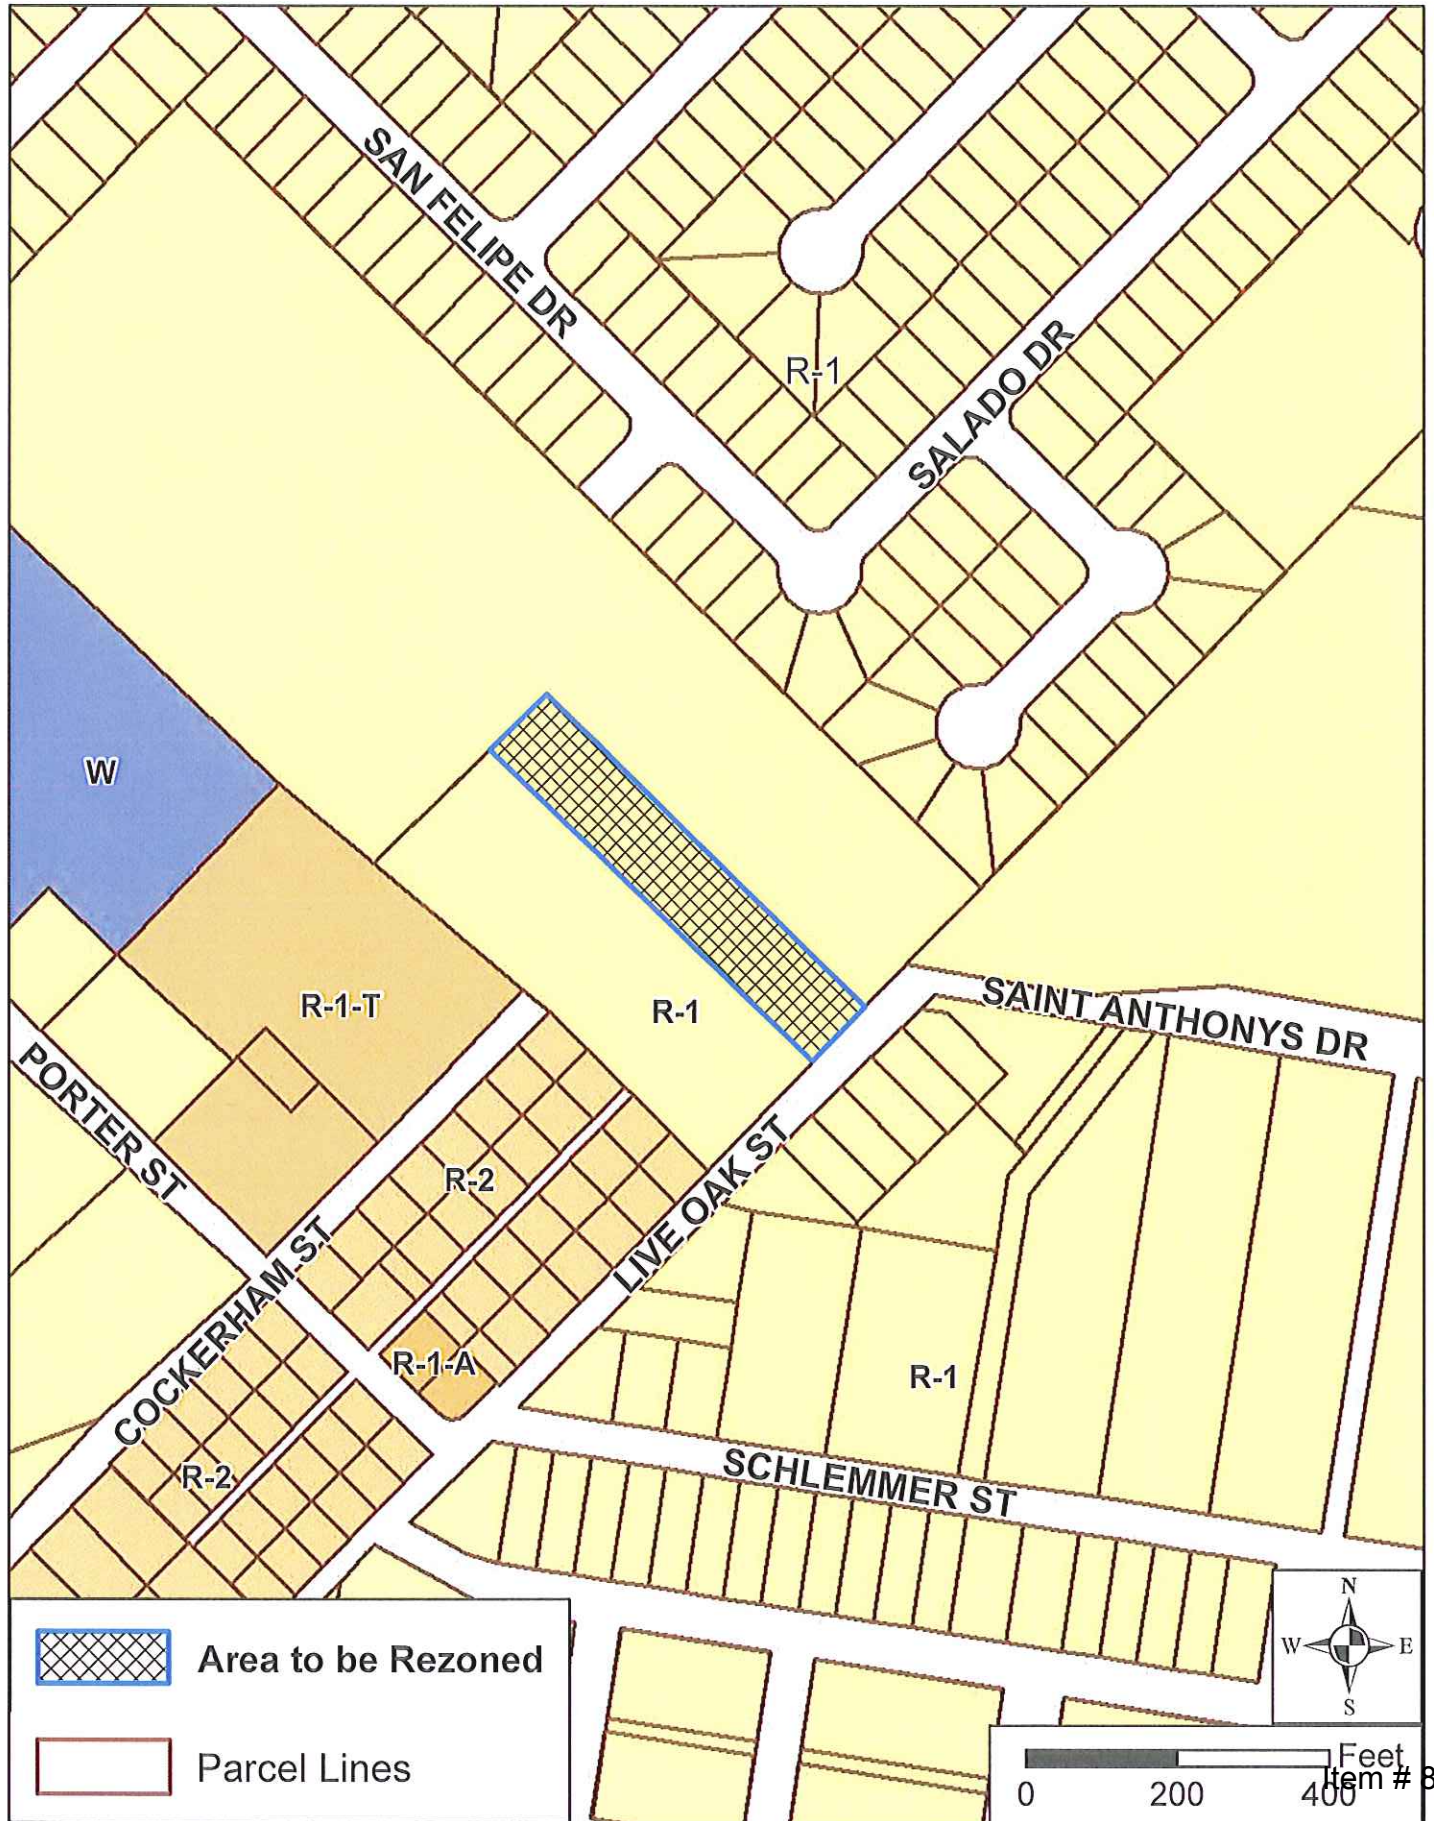 SAN FELIPE DR
R-1
SALADO DR
W
R-1-T
R-1
SAINT ANTHONYS DR
PORTER ST
R-2
LIVE OAK ST
COCKERHAM ST
R-1-A
R-1
R-2
SCHLEMMER ST
N
W E
S
Area to be Rezoned
Parcel Lines
Feet
0 200 400
Item # 8